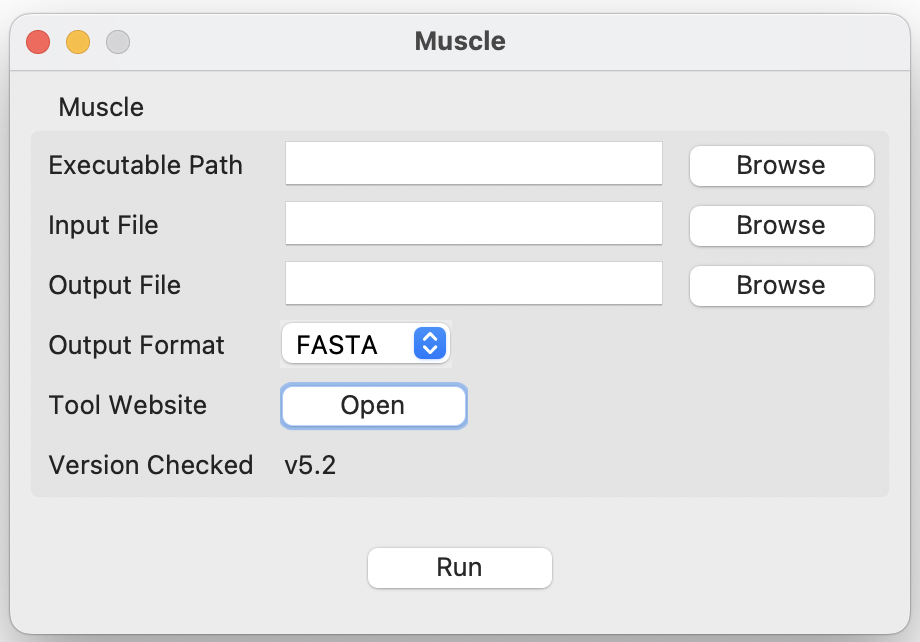 Muscle
Muscle
Executable Path Browse
Input File Browse
Output File Browse
Output Format FASTA
Tool Website Open
Version Checked v5.2
Run